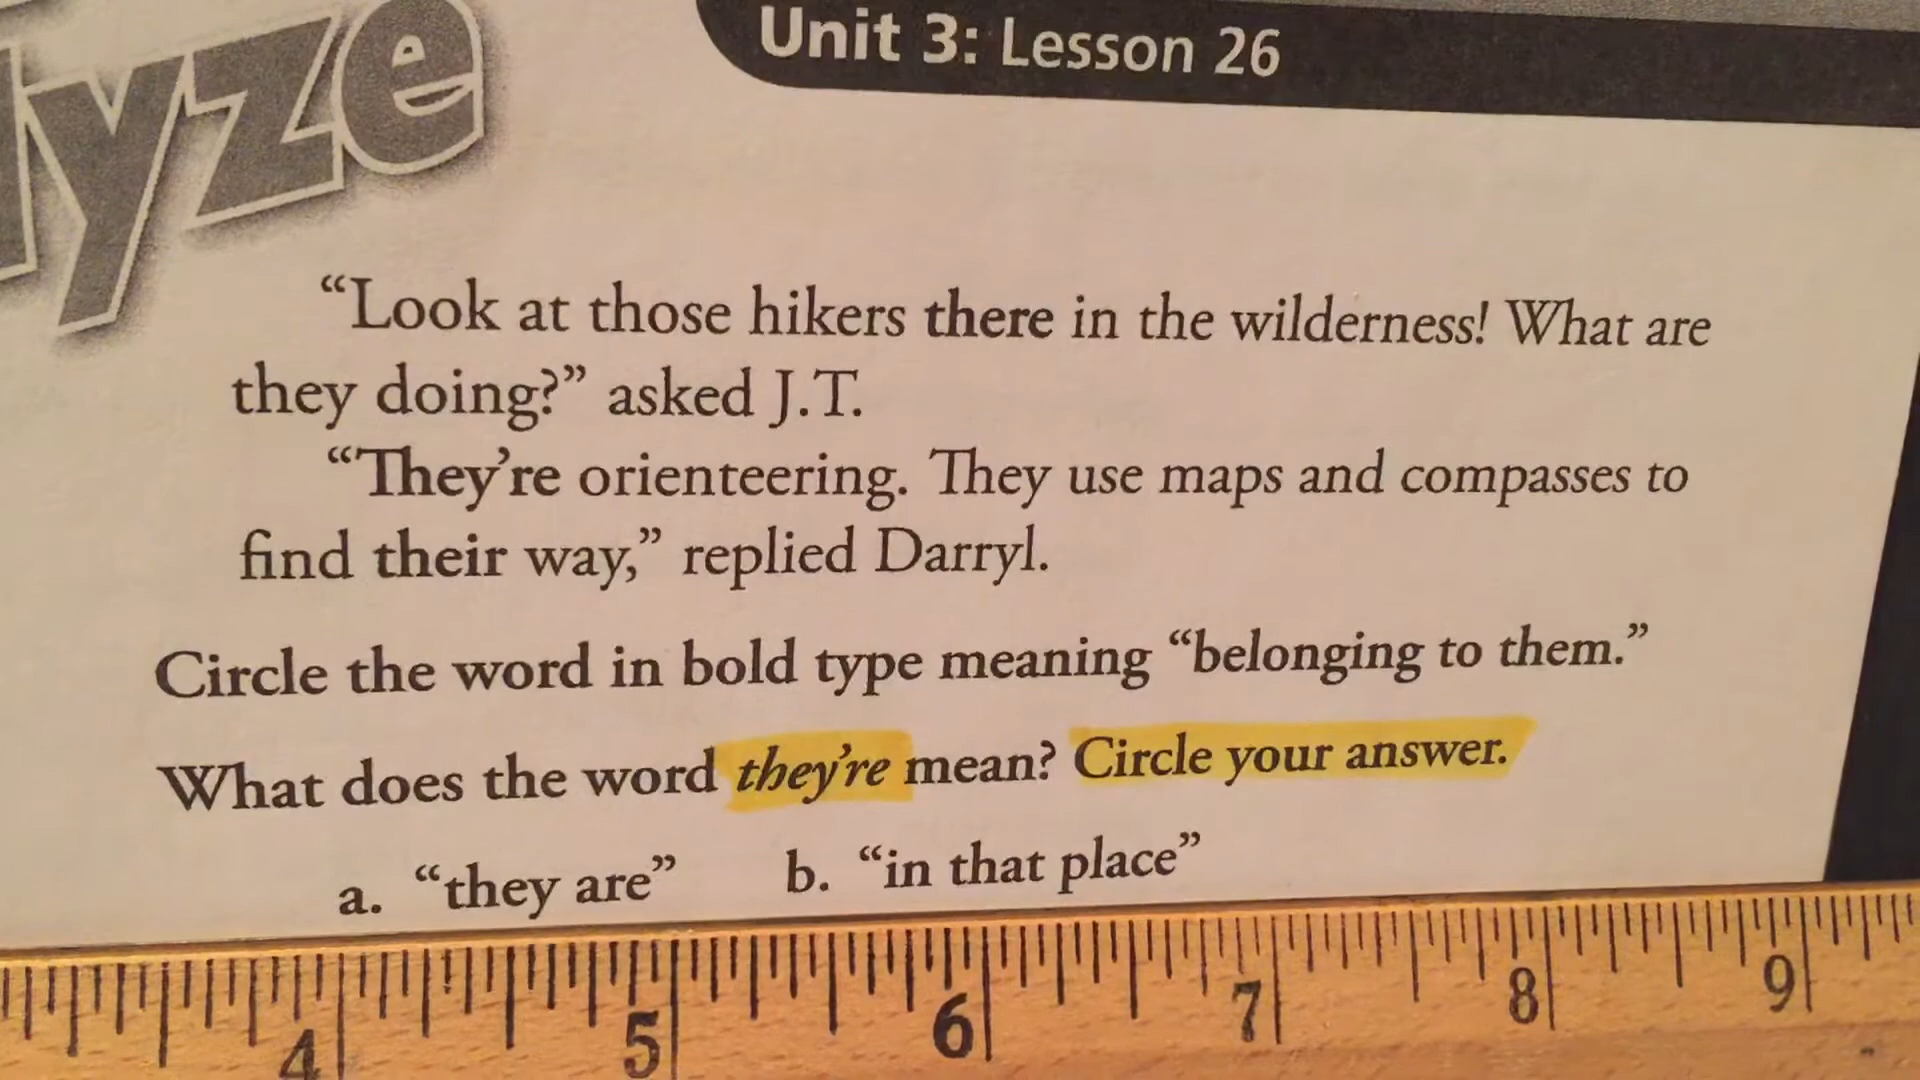 lyze
Unit 3: Lesson 26
“Look at those hikers there in the wilderness! What are
they doing?” asked J.T.
“They’re orienteering. They use maps and compasses to
find their way,” replied Darryl.
Circle the word in bold type meaning “belonging to them.”
What does the word they’re mean? Circle your answer.
a. “they are” b. “in that place”
4 5 6 7 8 9